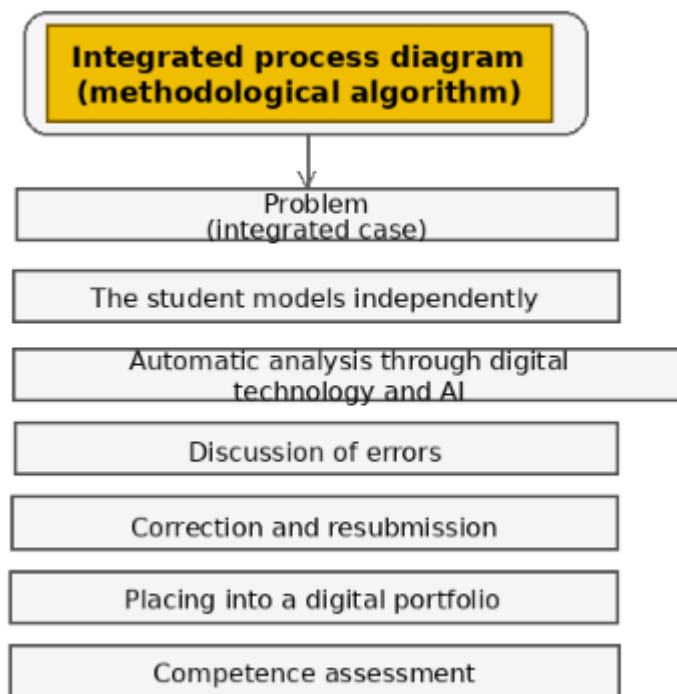 Integrated process diagram
(methodological algorithm)
Problem
(integrated case)
The student models independently
Automatic analysis through digital
technology and AI
Discussion of errors
Correction and resubmission
Placing into a digital portfolio
Competence assessment